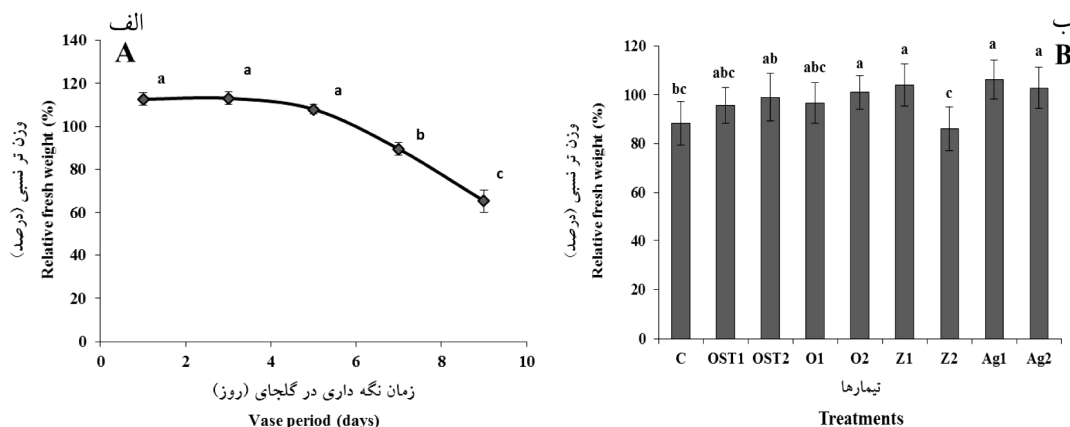 الف
A
140
120
100
80
60
40
20
0
a
a
a
b
c
0 2 4 6 8 10
وزن تر نسبی (درصد)
Relative fresh weight (%)
زمان نگه داری در گلجای (روز)
Vase period (days)
ب
B
120
100
80
60
40
20
0
bc abc ab abc a a c a a
C OST1 OST2 O1 O2 Z1 Z2 Ag1 Ag2
وزن تر نسبی (درصد)
Relative fresh weight (%)
تیمارها
Treatments